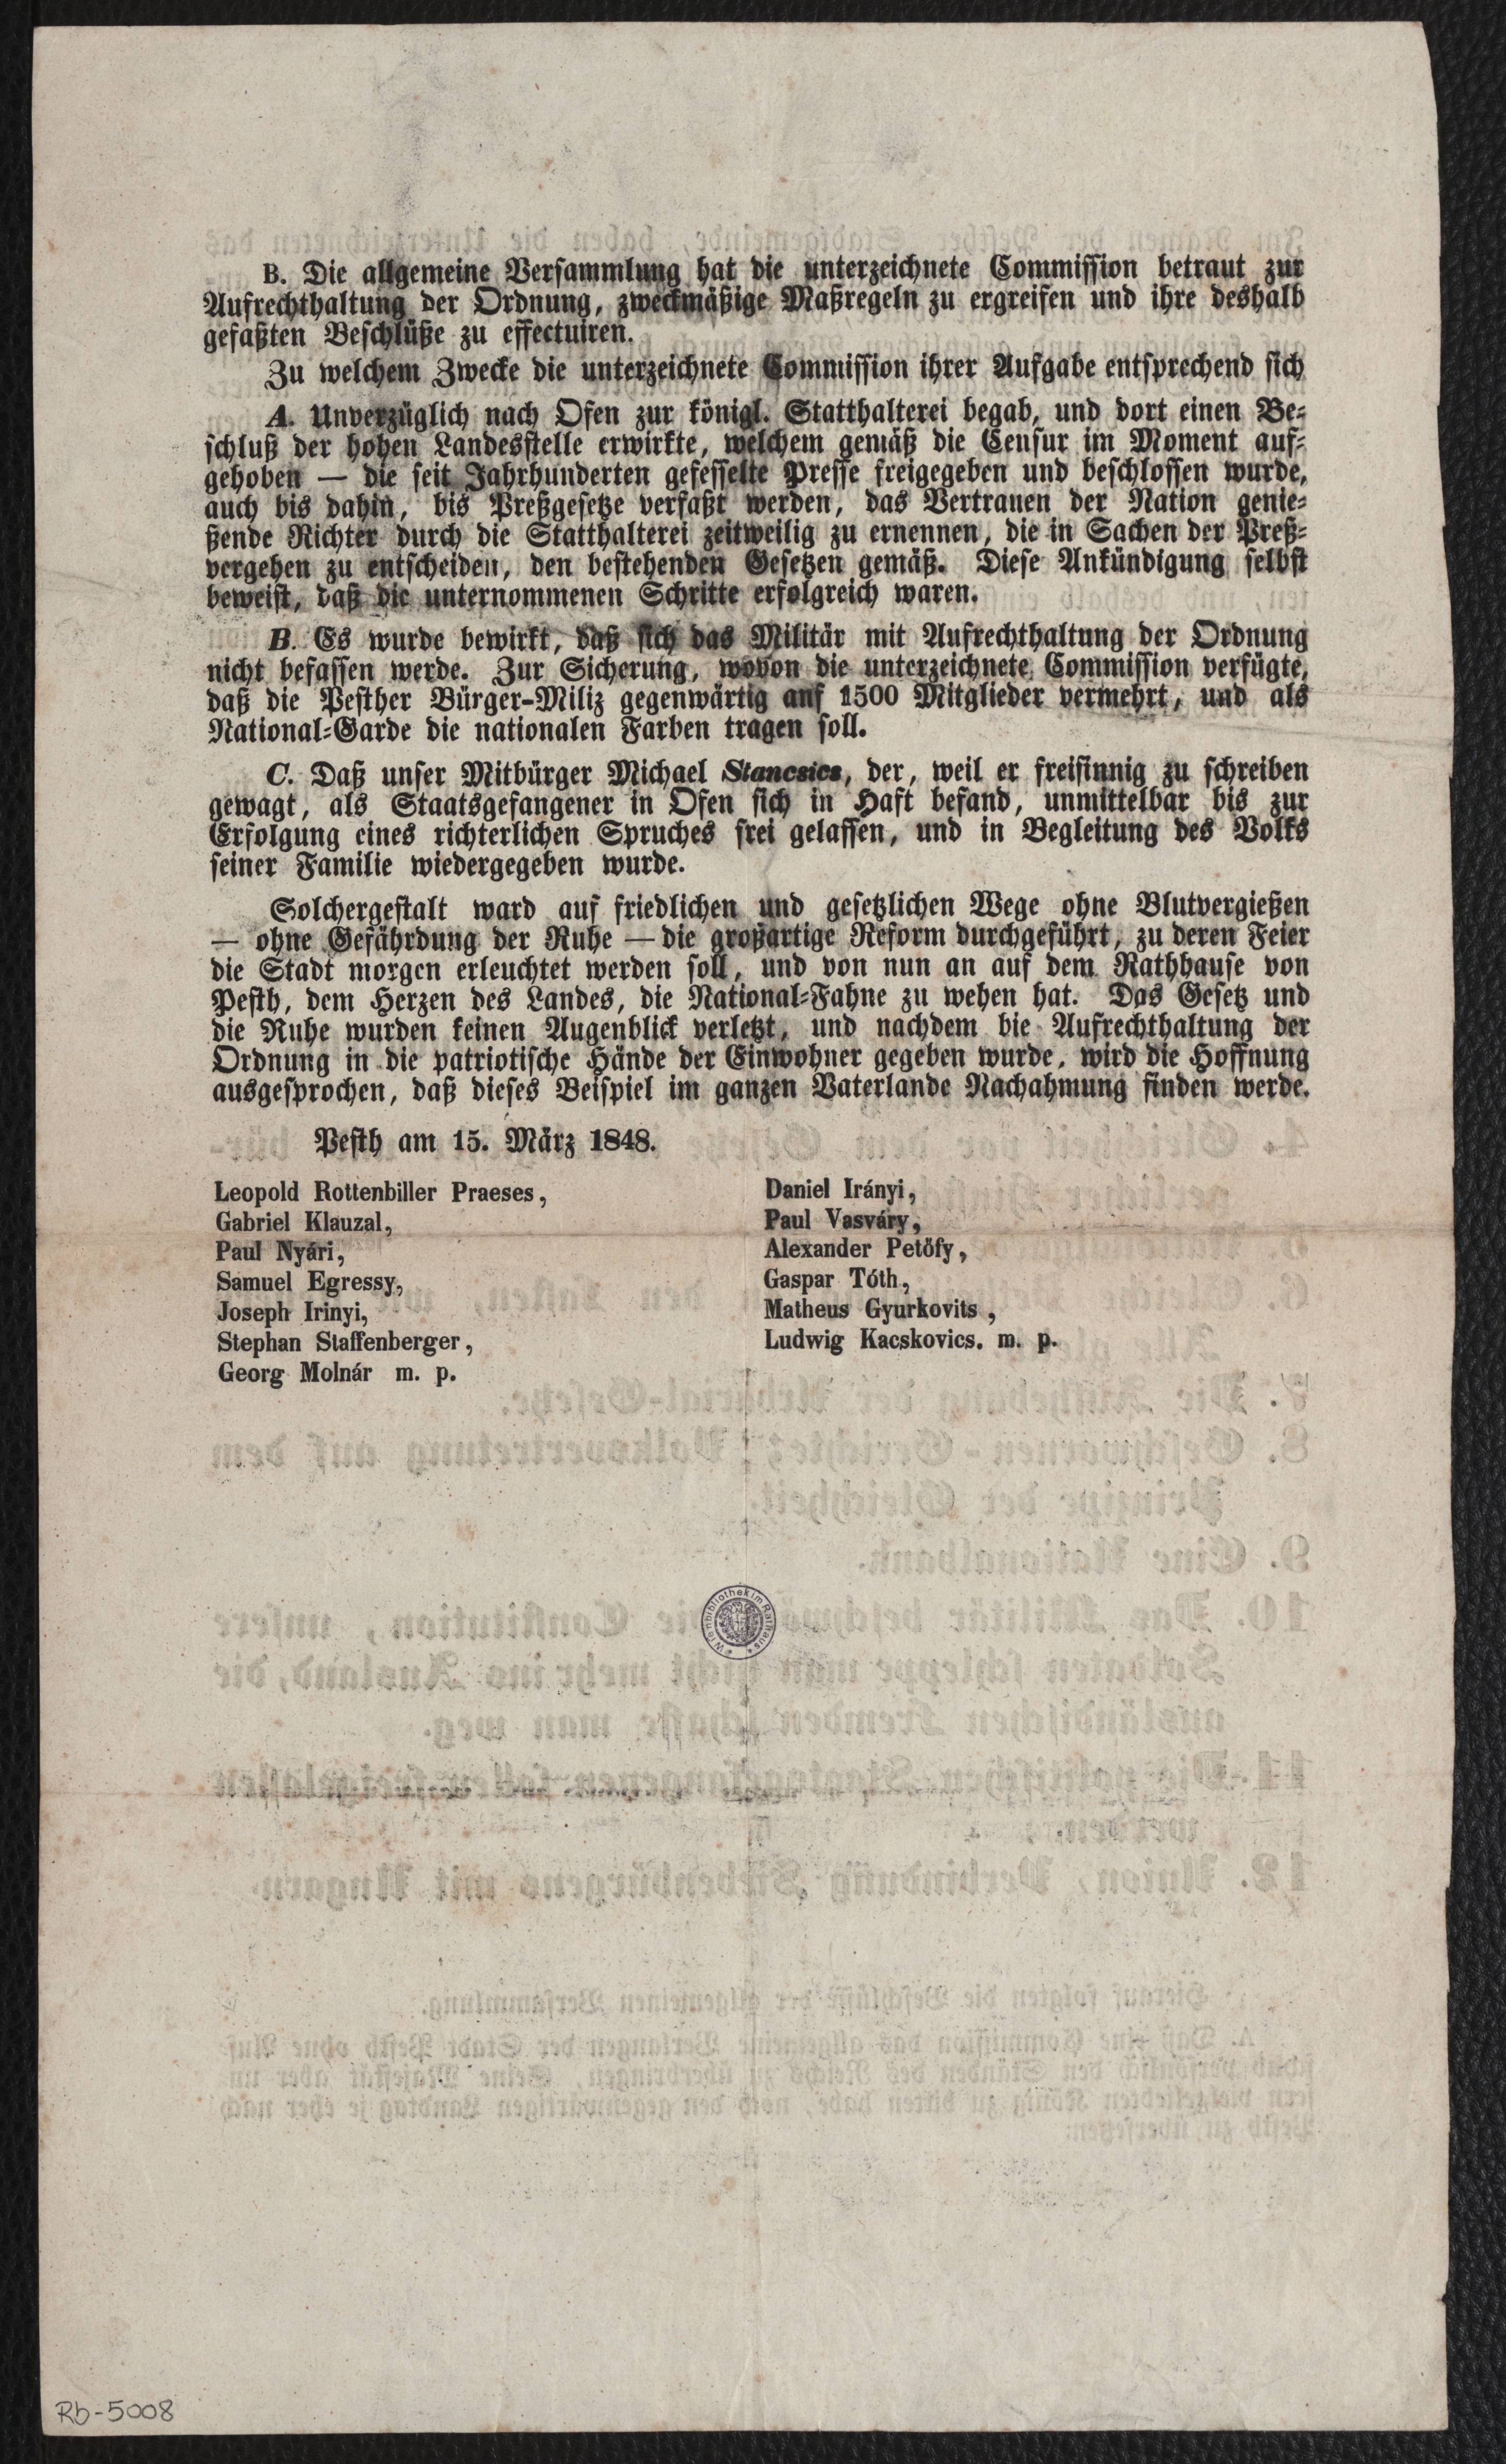 B. Die allgemeine Versammlung hat die unterzeichnete Commission betraut zur
Aufrechthaltung der Ordnung, zweckmäßige Maßregeln zu ergreifen und ihre deshalb
gefaßten Beschlüße zu effectuiren.
Zu welchem Zwecke die unterzeichnete Commission ihrer Aufgabe entsprechend sich
A. Unverzüglich nach Ofen zur königl. Statthalterei begab, und dort einen Be-
schluß der hohen Landesstelle erwirkte, welchem gemäß die Censur im Moment auf-
gehoben — die seit Jahrhunderten gefesselte Presse freigegeben und beschlossen wurde,
auch bis dahin, bis Preßgesetze verfaßt werden, das Vertrauen der Nation genie-
ßende Richter durch die Statthalterei zeitweilig zu ernennen, die in Sachen der Preß-
vergehen zu entscheiden, den bestehenden Gesetzen gemäß. Diese Ankündigung selbst
beweist, daß die unternommenen Schritte erfolgreich waren.
B. Es wurde bewirkt, daß sich das Militär mit Aufrechthaltung der Ordnung
nicht befassen werde. Zur Sicherung, wovon die unterzeichnete Commission verfügte,
daß die Pesther Bürger-Miliz gegenwärtig auf 1500 Mitglieder vermehrt, und als
National-Garde die nationalen Farben tragen soll.
C. Daß unser Mitbürger Michael Stancsics, der, weil er freisinnig zu schreiben
gewagt, als Staatsgefangener in Ofen sich in Haft befand, unmittelbar bis zur
Erfolgung eines richterlichen Spruches frei gelassen, und in Begleitung des Volks
seiner Familie wiedergegeben wurde.
Solchergestalt ward auf friedlichen und gesetzlichen Wege ohne Blutvergießen
— ohne Gefährdung der Ruhe — die großartige Reform durchgeführt, zu deren Feier
die Stadt morgen erleuchtet werden soll, und von nun an auf dem Rathhause von
Pesth, dem Herzen des Landes, die National-Fahne zu wehen hat. Das Gesetz und
die Ruhe wurden keinen Augenblick verletzt, und nachdem bie Aufrechthaltung der
Ordnung in die patriotische Hände der Einwohner gegeben wurde, wird die Hoffnung
ausgesprochen, daß dieses Beispiel im ganzen Vaterlande Nachahmung finden werde.
Pesth am 15. März 1848.
Leopold Rottenbiller Praeses,
Gabriel Klauzal,
Paul Nyári,
Samuel Egressy,
Joseph Irinyi,
Stephan Staffenberger,
Georg Molnár m. p.
Daniel Irányi,
Paul Vasváry,
Alexander Petőfy,
Gaspar Tóth,
Matheus Gyurkovits,
Ludwig Kacskovics. m. p.
Wienbibliothek im Rathaus
Rb-5008